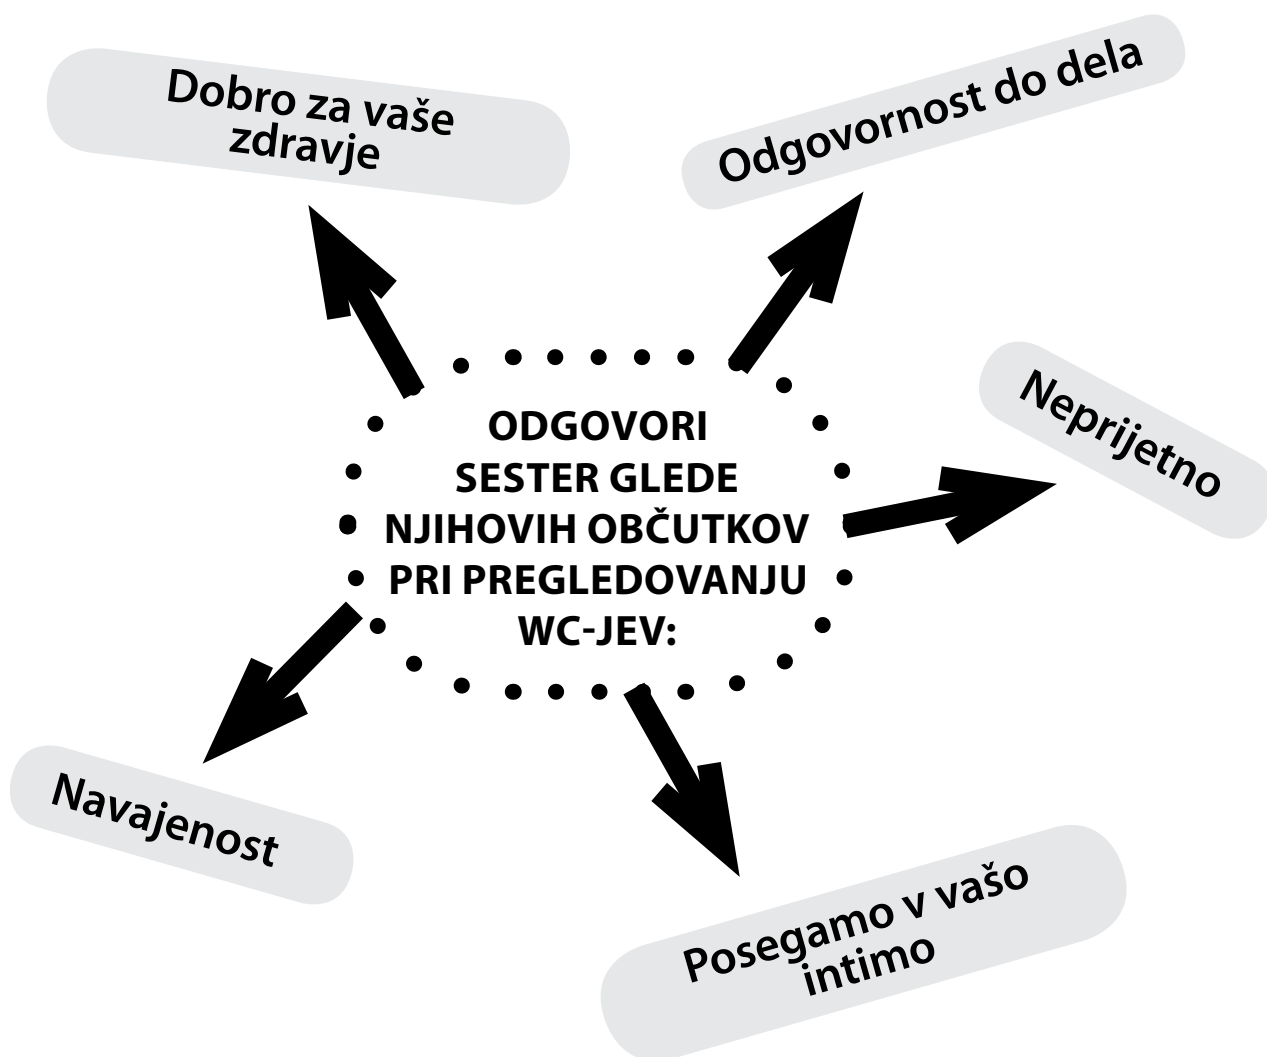 Dobro za vaše
zdravje
Odgovornost do dela
Neprijetno
ODGOVORI
SESTER GLEDE
NJIHOVIH OBČUTKOV
PRI PREGLEDOVANJU
WC-JEV:
Navajenost
Posegamo v vašo
intimo